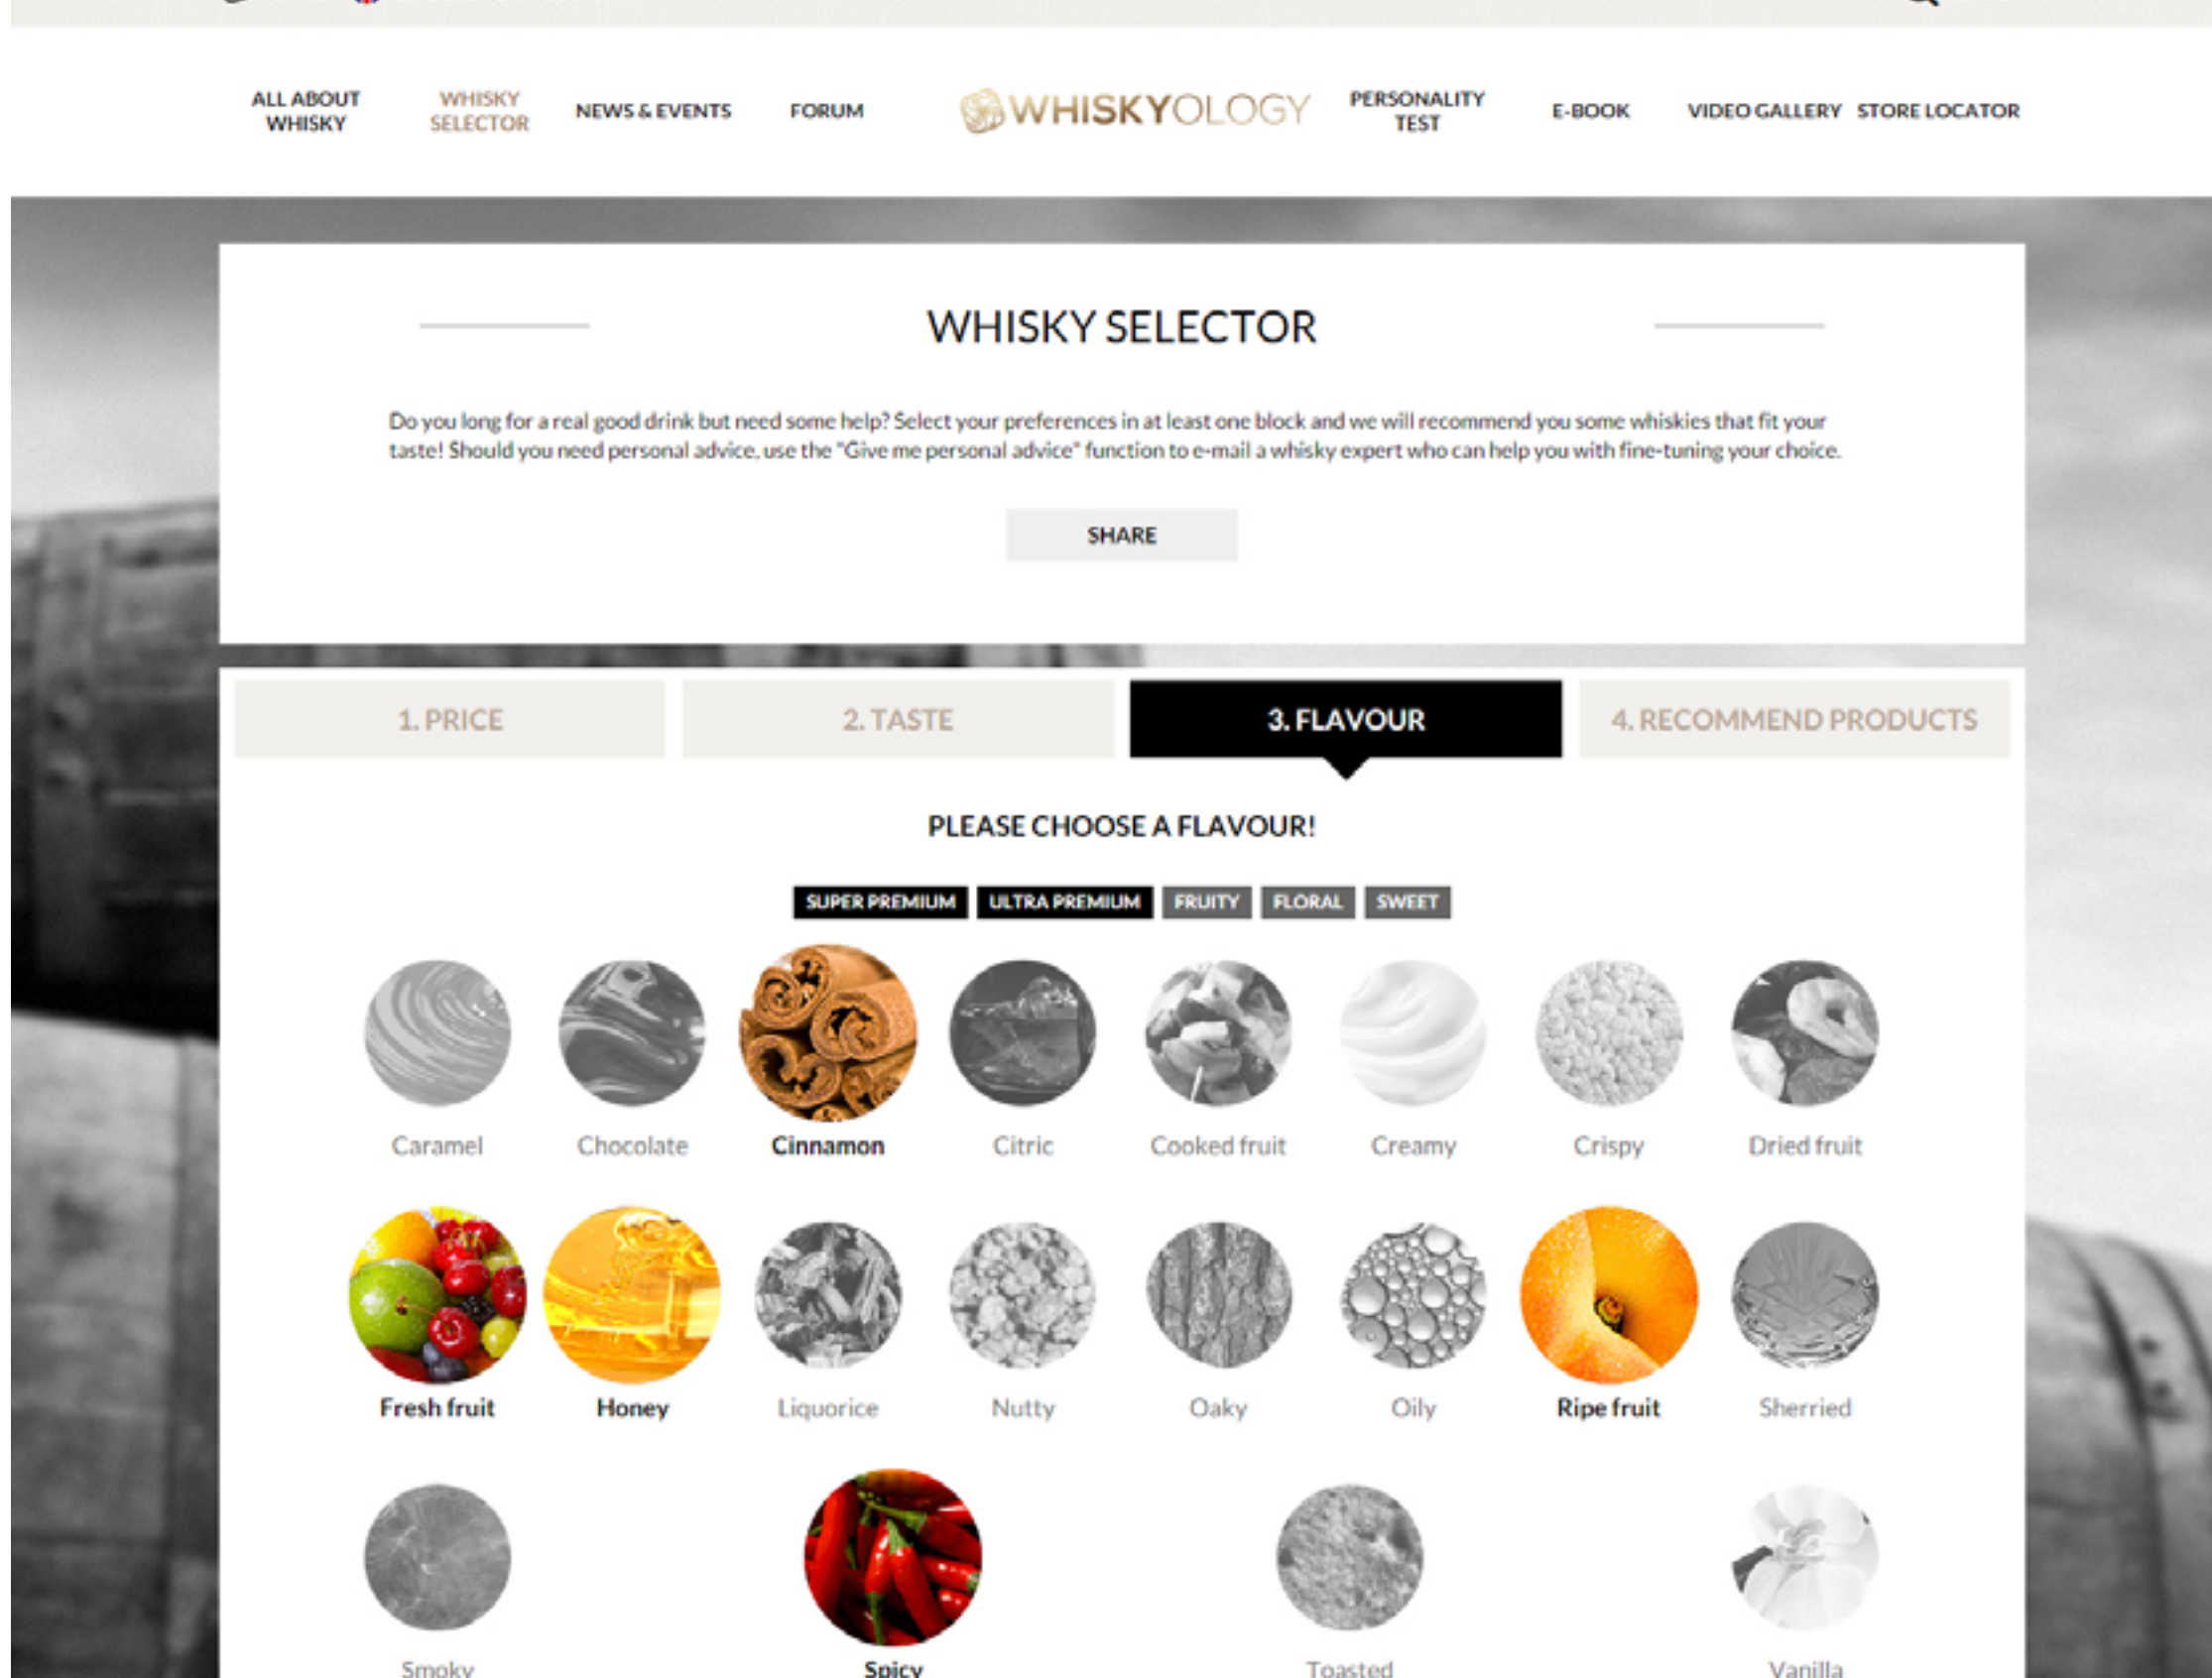 ALL ABOUT
WHISKY
WHISKY
SELECTOR
NEWS & EVENTS
FORUM
WHISKYOLOGY
PERSONALITY
TEST
E-BOOK
VIDEO GALLERY
STORE LOCATOR
WHISKY SELECTOR
Do you long for a real good drink but need some help? Select your preferences in at least one block and we will recommend you some whiskies that fit your
taste! Should you need personal advice, use the "Give me personal advice" function to e-mail a whisky expert who can help you with fine-tuning your choice.
SHARE
1. PRICE
2. TASTE
3. FLAVOUR
4. RECOMMEND PRODUCTS
PLEASE CHOOSE A FLAVOUR!
SUPER PREMIUM
ULTRA PREMIUM
FRUITY
FLORAL
SWEET
Caramel
Chocolate
Cinnamon
Citric
Cooked fruit
Creamy
Crispy
Dried fruit
Fresh fruit
Honey
Liquorice
Nutty
Oaky
Oily
Ripe fruit
Sherried
Smoky
Spicy
Toasted
Vanilla